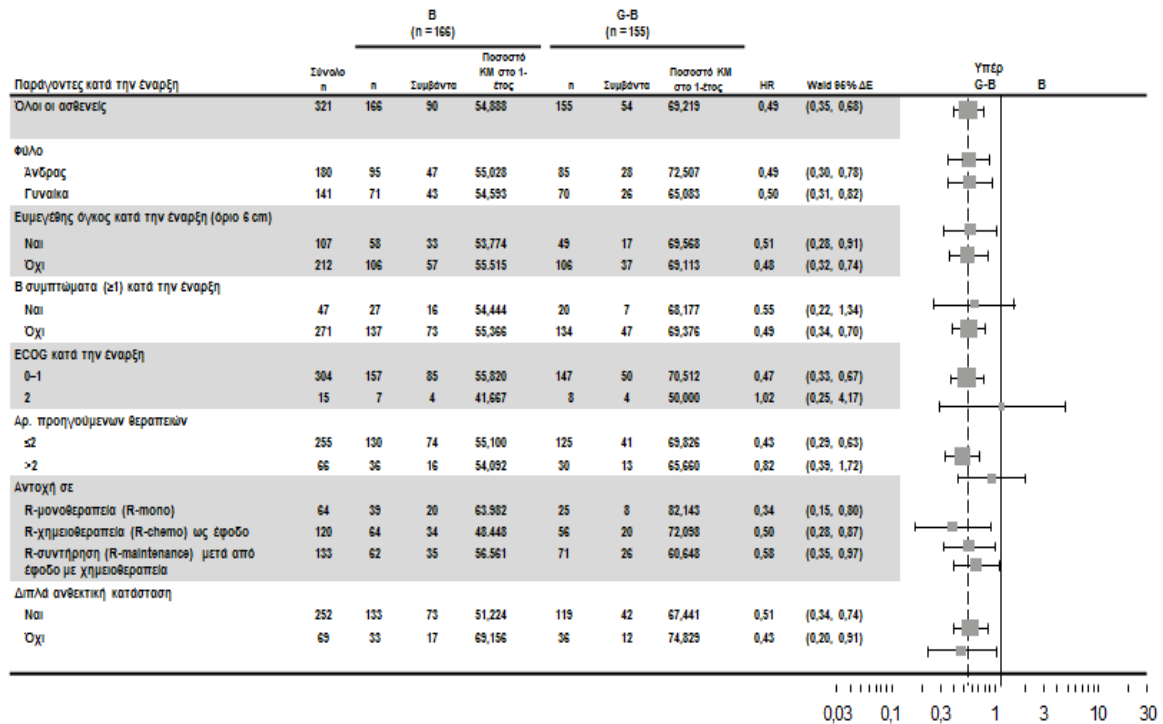 B G-B
(n = 166) (n = 155)
Παράγοντες κατά την έναρξη Σύνολο n n Συμβάντα Ποσοστό KM στο 1-έτος n Συμβάντα Ποσοστό KM στο 1-έτος HR Wald 95% ΔΕ Υπέρ G-B B
Όλοι οι ασθενείς 321 166 90 54,888 155 54 69,219 0,49 (0,35, 0,68)
Φύλο
Άνδρας 180 95 47 55,028 85 28 72,507 0,49 (0,30, 0,78)
Γυναίκα 141 71 43 54,593 70 26 65,083 0,50 (0,31, 0,82)
Ευμεγέθης όγκος κατά την έναρξη (όριο 6 cm)
Ναι 107 58 33 53,774 49 17 69,568 0,51 (0,28, 0,91)
Όχι 212 106 57 55.515 106 37 69,113 0,48 (0,32, 0,74)
Β συμπτώματα (≥1) κατά την έναρξη
Ναι 47 27 16 54,444 20 7 68,177 0.55 (0,22, 1,34)
Όχι 271 137 73 55,366 134 47 69,376 0,49 (0,34, 0,70)
ECOG κατά την έναρξη
0–1 304 157 85 55,820 147 50 70,512 0,47 (0,33, 0,67)
2 15 7 4 41,667 8 4 50,000 1,02 (0,25, 4,17)
Αρ. προηγούμενων θεραπειών
≤2 255 130 74 55,100 125 41 69,826 0,43 (0,29, 0,63)
>2 66 36 16 54,092 30 13 65,660 0,82 (0,39, 1,72)
Αντοχή σε
R-μονοθεραπεία (R-mono) 64 39 20 63.982 25 8 82,143 0,34 (0,15, 0,80)
R-χημειοθεραπεία (R-chemo) ως έφοδο 120 64 34 48.448 56 20 72,098 0,50 (0,28, 0,87)
R-συντήρηση (R-maintenance) μετά από 133 62 35 56.561 71 26 60,648 0,58 (0,35, 0,97)
έφοδο με χημειοθεραπεία
Διπλά ανθεκτική κατάσταση
Ναι 252 133 73 51,224 119 42 67,441 0,51 (0,34, 0,74)
Όχι 69 33 17 69,156 36 12 74,829 0,43 (0,20, 0,91)
0,03 0,1 0,3 1 3 10 30